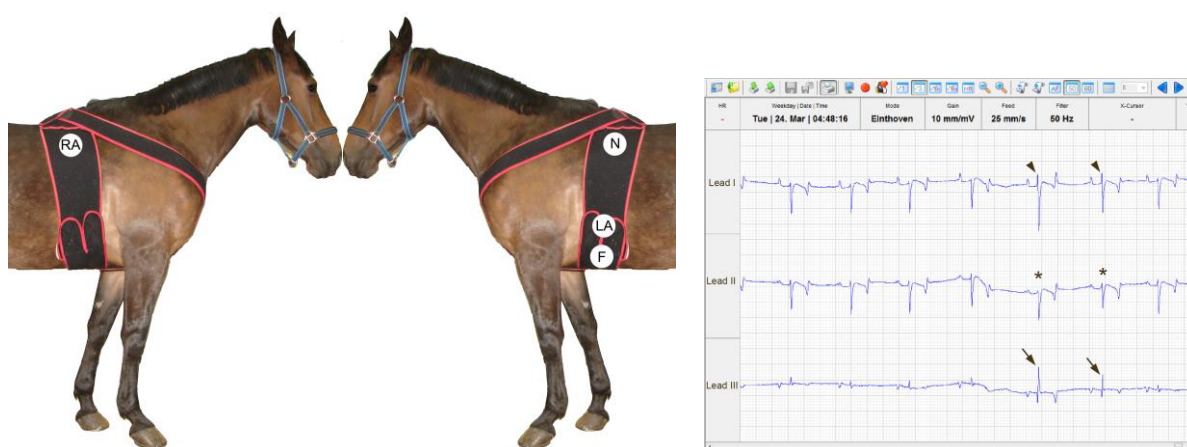 RA
N
LA
F
HR
Weekday | Date | Time
Mode
Gain
Feed
Filter
X-Cursor
-
Tue | 24. Mar | 04:48:16
Einthoven
10 mm/mV
25 mm/s
50 Hz
-
Lead I
*
*
Lead II
Lead III